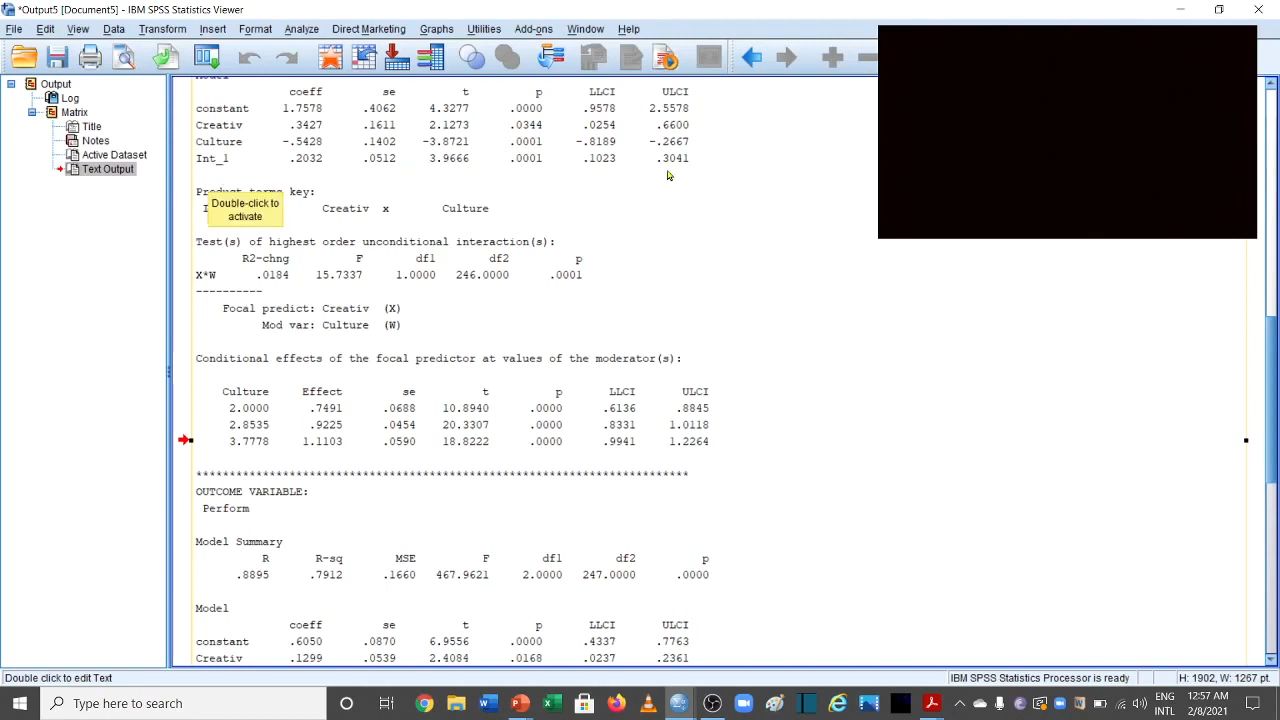 *Output5 [Document5] - IBM SPSS Statistics Viewer
File Edit View Data Transform Insert Format Analyze Direct Marketing Graphs Utilities Add-ons Window Help
Output
Log
Matrix
Title
Notes
Active Dataset
Text Output
Model
coeff se t p LLCI ULCI
constant 1.7578 .4062 4.3277 .0000 .9578 2.5578
Creativ .3427 .1611 2.1273 .0344 .0254 .6600
Culture -.5428 .1402 -3.8721 .0001 -.8189 -.2667
Int_1 .2032 .0512 3.9666 .0001 .1023 .3041
Product terms key:
Creativ x Culture
Double-click to
activate
Test(s) of highest order unconditional interaction(s):
R2-chng F df1 df2 p
X*W .0184 15.7337 1.0000 246.0000 .0001
----------
Focal predict: Creativ (X)
Mod var: Culture (W)
Conditional effects of the focal predictor at values of the moderator(s):
Culture Effect se t p LLCI ULCI
2.0000 .7491 .0688 10.8940 .0000 .6136 .8845
2.8535 .9225 .0454 20.3307 .0000 .8331 1.0118
3.7778 1.1103 .0590 18.8222 .0000 .9941 1.2264
**************************************************************************
OUTCOME VARIABLE:
Perform
Model Summary
R R-sq MSE F df1 df2 p
.8895 .7912 .1660 467.9621 2.0000 247.0000 .0000
Model
coeff se t p LLCI ULCI
constant .6050 .0870 6.9556 .0000 .4337 .7763
Creativ .1299 .0539 2.4084 .0168 .0237 .2361
Double click to edit Text
IBM SPSS Statistics Processor is ready
H: 1902, W: 1267 pt.
Type here to search
ENG
INTL
12:57 AM
2/8/2021